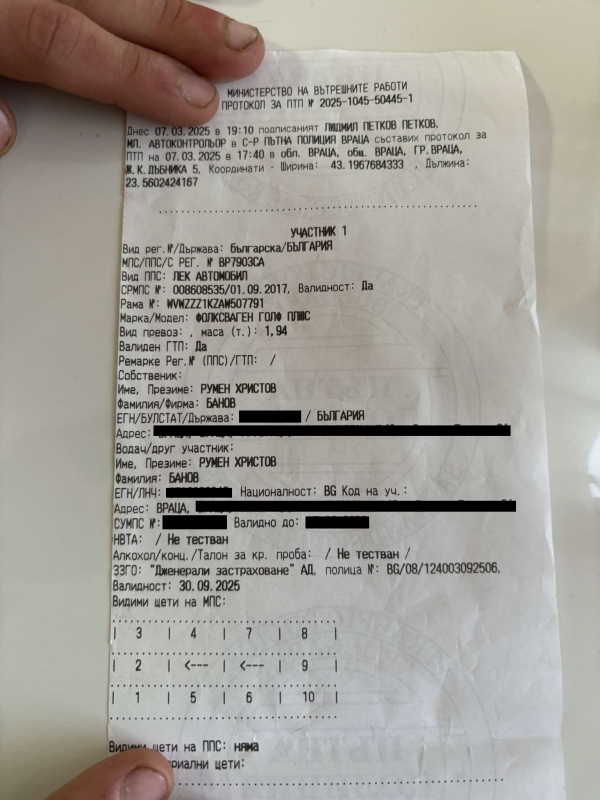 МИНИСТЕРСТВО НА ВЪТРЕШНИТЕ РАБОТИ
ПРОТОКОЛ ЗА ПТП № 2025-1045-50445-1
Днес 07.03.2025 в 19:10 подписаният ЛЮДМИЛ ПЕТКОВ ПЕТКОВ,
МЛ. АВТОКОНТРОЛЬОР в С-Р ПЪТНА ПОЛИЦИЯ ВРАЦА съставих протокол за
ПТП на 07.03.2025 в 17:40 в обл. ВРАЦА, общ. ВРАЦА, ГР.ВРАЦА,
Ж.К.ДЪБНИКА 5, Координати - Ширина: 43.1967684333 , Дължина:
23.5602424167
УЧАСТНИК 1
Вид рег.№/Държава: българска/БЪЛГАРИЯ
МПС/ППС/С РЕГ. № ВР7903СА
Вид ППС: ЛЕК АВТОМОБИЛ
СРМПС №: 008608535/01.09.2017, Валидност: Да
Рама №: WVWZZZ1KZAW507791
Марка/Модел: ФОЛКСВАГЕН ГОЛФ ПЛЮС
Вид превоз: , маса (т.): 1,94
Валиден ГТП: Да
Ремарке Рег.№ (ППС)/ГТП: /
Собственик:
Име, Презиме: РУМЕН ХРИСТОВ
Фамилия/Фирма: БАНОВ
ЕГН/БУЛСТАТ/Държава: / БЪЛГАРИЯ
Адрес:
Водач/друг участник:
Име, Презиме: РУМЕН ХРИСТОВ
Фамилия: БАНОВ
ЕГН/ЛНЧ: Националност: BG Код на уч.:
Адрес: ВРАЦА,
СУМПС №: Валидно до:
НВТА: / Не тестван
Алкохол/конц./Талон за кр. проба: / Не тестван /
ЗЗГО: "Дженерали застраховане" АД, полица №: BG/08/124003092506,
Валидност: 30.09.2025
Видими щети на МПС:
| 3 | 4 | 7 | 8 |
| 2 | <--- | <--- | 9 |
| 1 | 5 | 6 | 10 |
Видими щети на ППС: няма
щети: